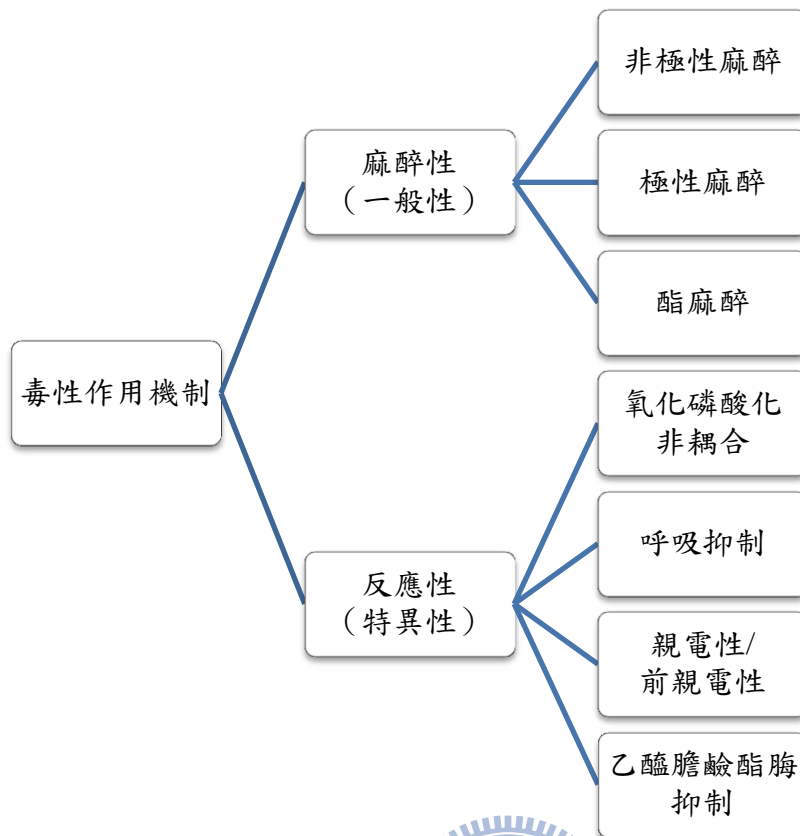 非極性麻醉
麻醉性
（一般性）
極性麻醉
酯麻醉
毒性作用機制
氧化磷酸化
非耦合
呼吸抑制
反應性
（特異性）
親電性/
前親電性
乙醯膽鹼酯脢
抑制